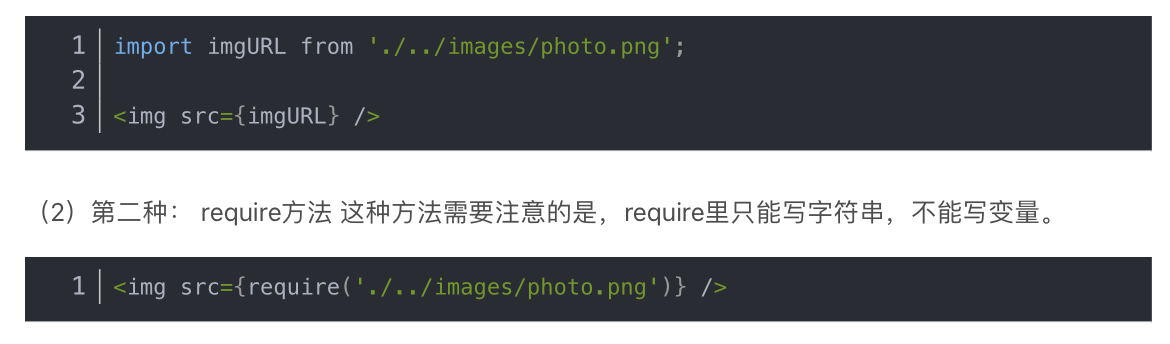 1 import imgURL from './../images/photo.png';
2
3 <img src={imgURL} />
（2）第二种： require方法 这种方法需要注意的是，require里只能写字符串，不能写变量。
1 <img src={require('./../images/photo.png')} />